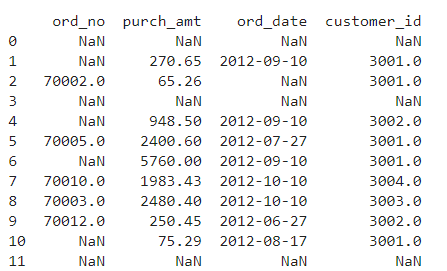 ord_no purch_amt ord_date customer_id
0 NaN NaN NaN NaN
1 NaN 270.65 2012-09-10 3001.0
2 70002.0 65.26 NaN 3001.0
3 NaN NaN NaN NaN
4 NaN 948.50 2012-09-10 3002.0
5 70005.0 2400.60 2012-07-27 3001.0
6 NaN 5760.00 2012-09-10 3001.0
7 70010.0 1983.43 2012-10-10 3004.0
8 70003.0 2480.40 2012-10-10 3003.0
9 70012.0 250.45 2012-06-27 3002.0
10 NaN 75.29 2012-08-17 3001.0
11 NaN NaN NaN NaN